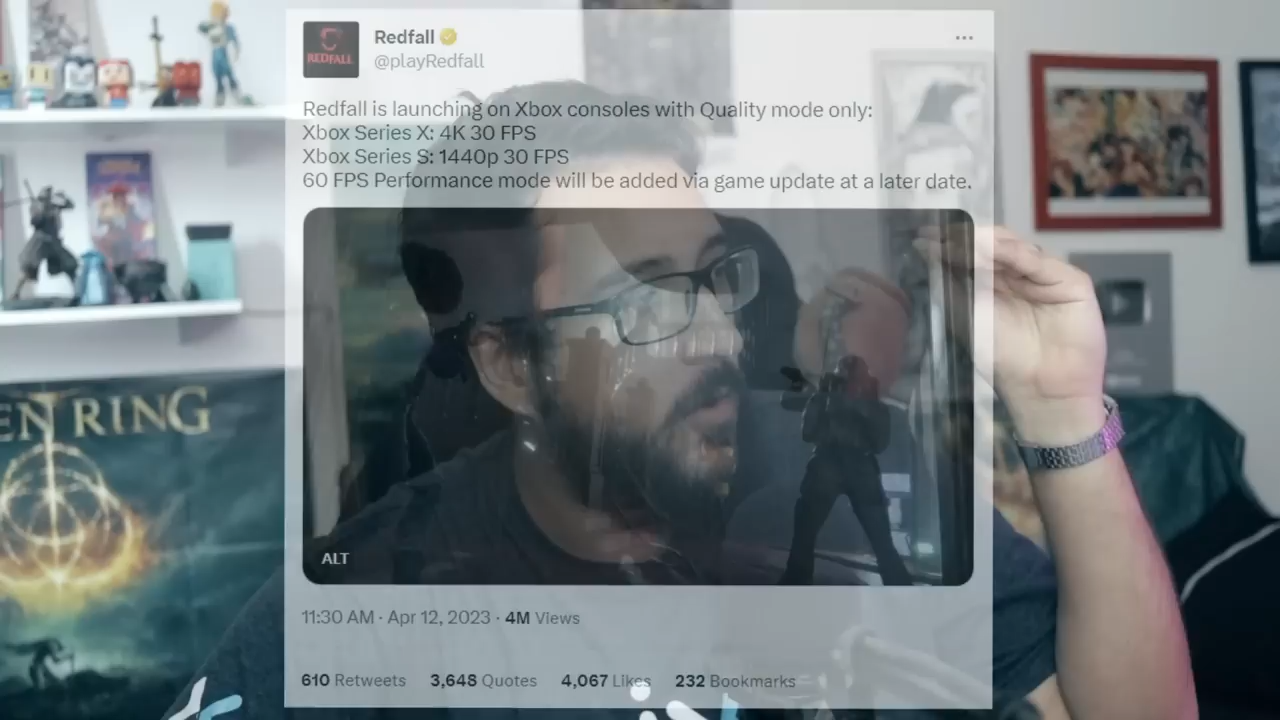 Redfall
@playRedfall
REDFALL
Redfall is launching on Xbox consoles with Quality mode only:
Xbox Series X: 4K 30 FPS
Xbox Series S: 1440p 30 FPS
60 FPS Performance mode will be added via game update at a later date.
EN RING
ALT
11:30 AM · Apr 12, 2023 · 4M Views
610 Retweets 3,648 Quotes 4,067 Likes 232 Bookmarks